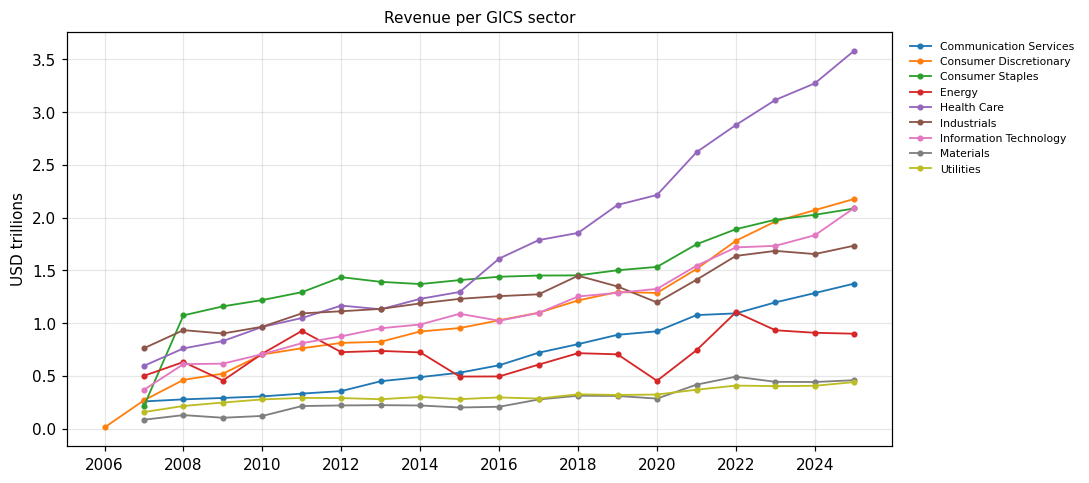 Revenue per GICS sector
USD trillions
3.5
3.0
2.5
2.0
1.5
1.0
0.5
0.0
2006 2008 2010 2012 2014 2016 2018 2020 2022 2024
Communication Services
Consumer Discretionary
Consumer Staples
Energy
Health Care
Industrials
Information Technology
Materials
Utilities